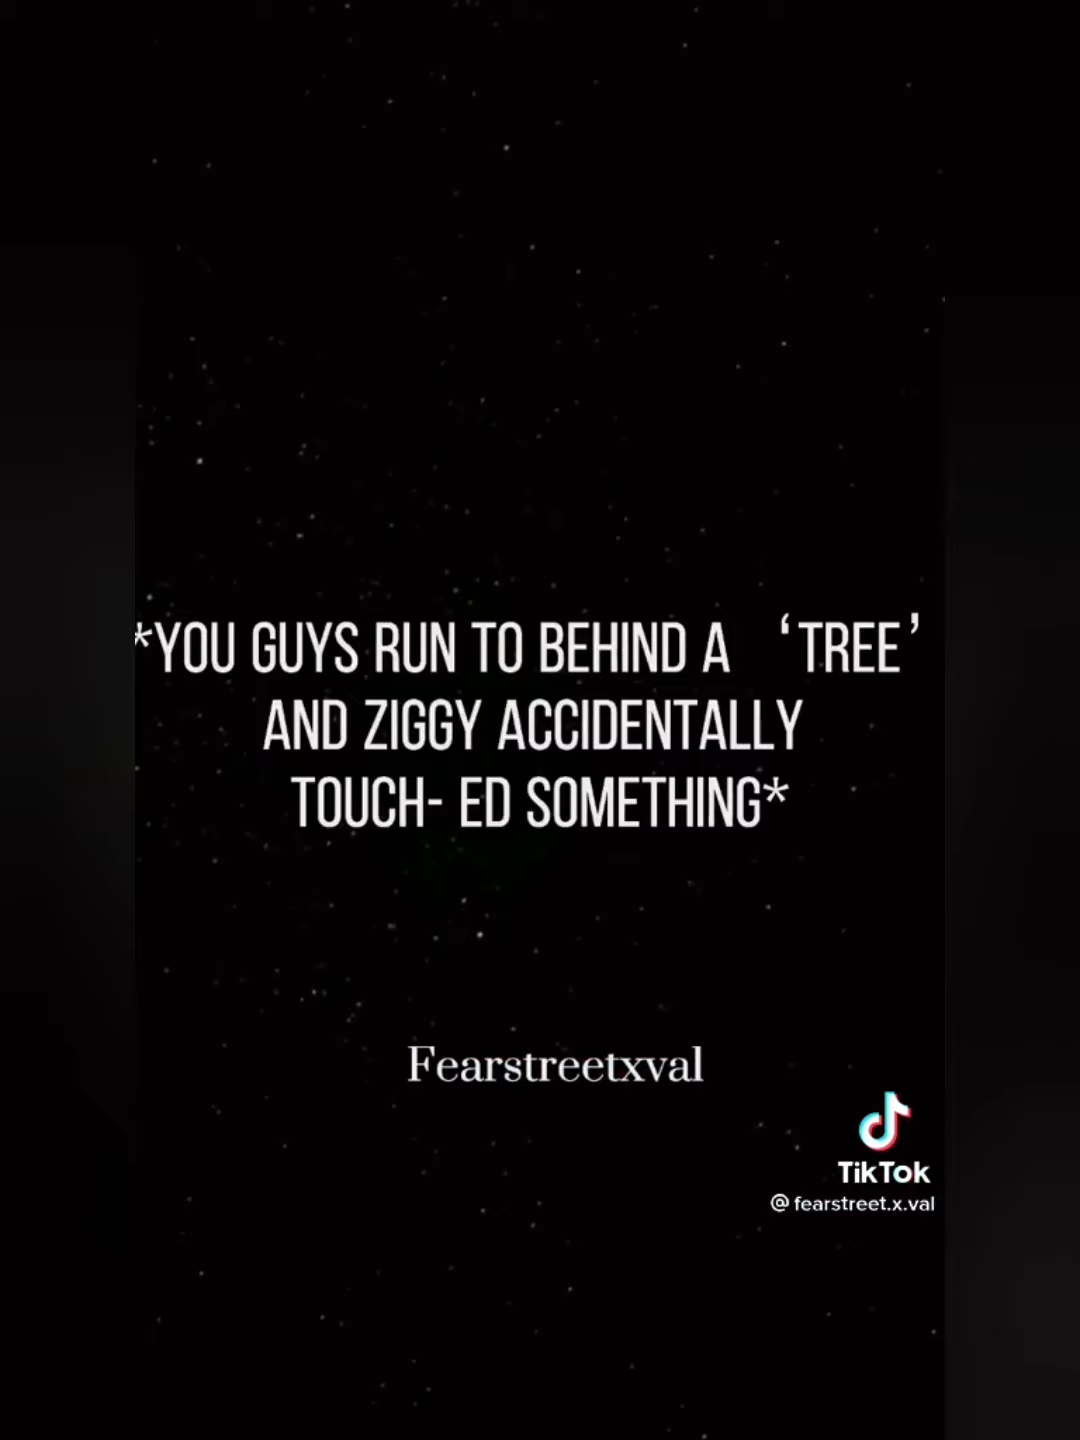 *YOU GUYS RUN TO BEHIND A ‘TREE’
AND ZIGGY ACCIDENTALLY
TOUCH- ED SOMETHING*
Fearstreetxval
TikTok
@fearstreet.x.val